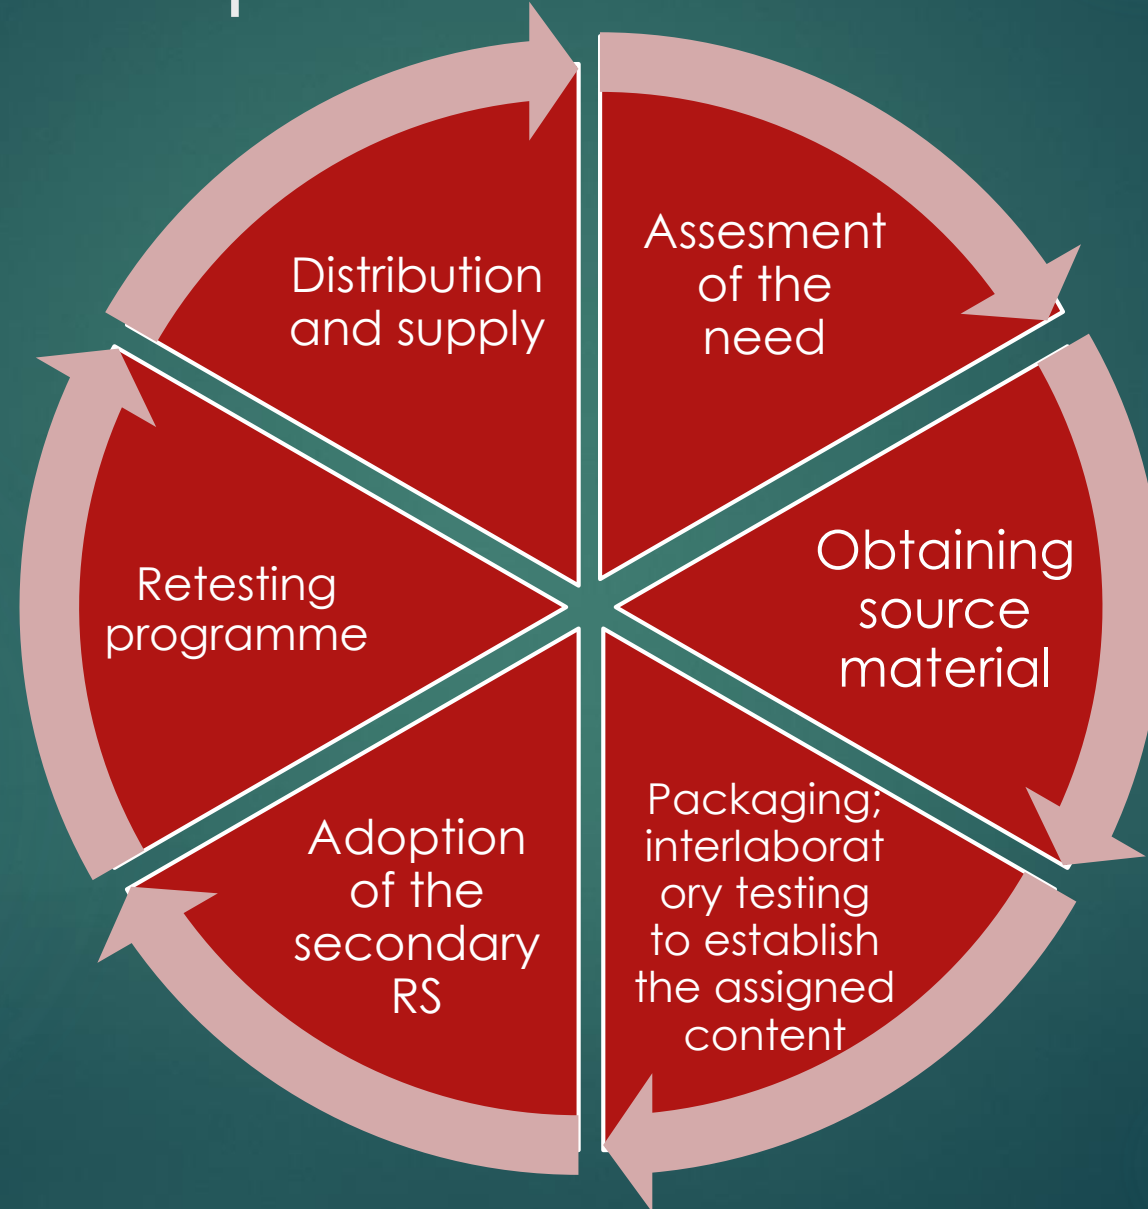 Assesment
of the
need
Obtaining
source
material
Packaging;
interlaborat
ory testing
to establish
the assigned
content
Adoption
of the
secondary
RS
Retesting
programme
Distribution
and supply